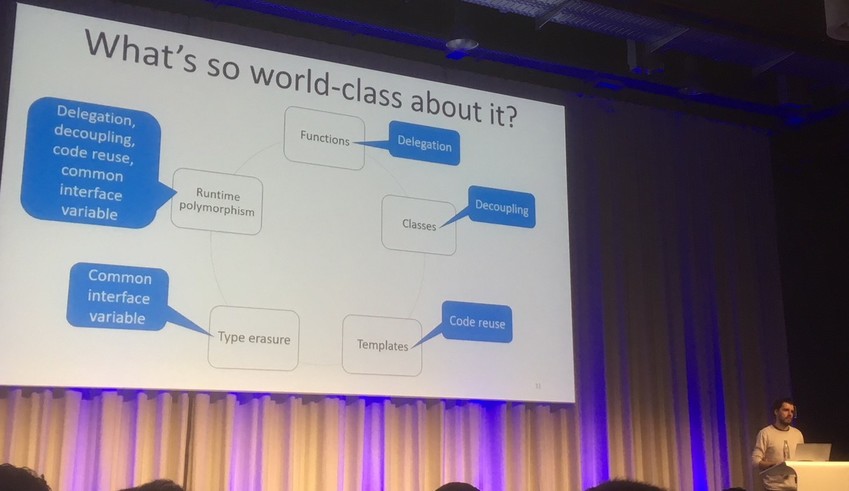 What's so world-class about it?
Delegation,
decoupling,
code reuse,
common
interface
variable
Functions
Delegation
Runtime
polymorphism
Classes
Decoupling
Common
interface
variable
Type erasure
Templates
Code reuse